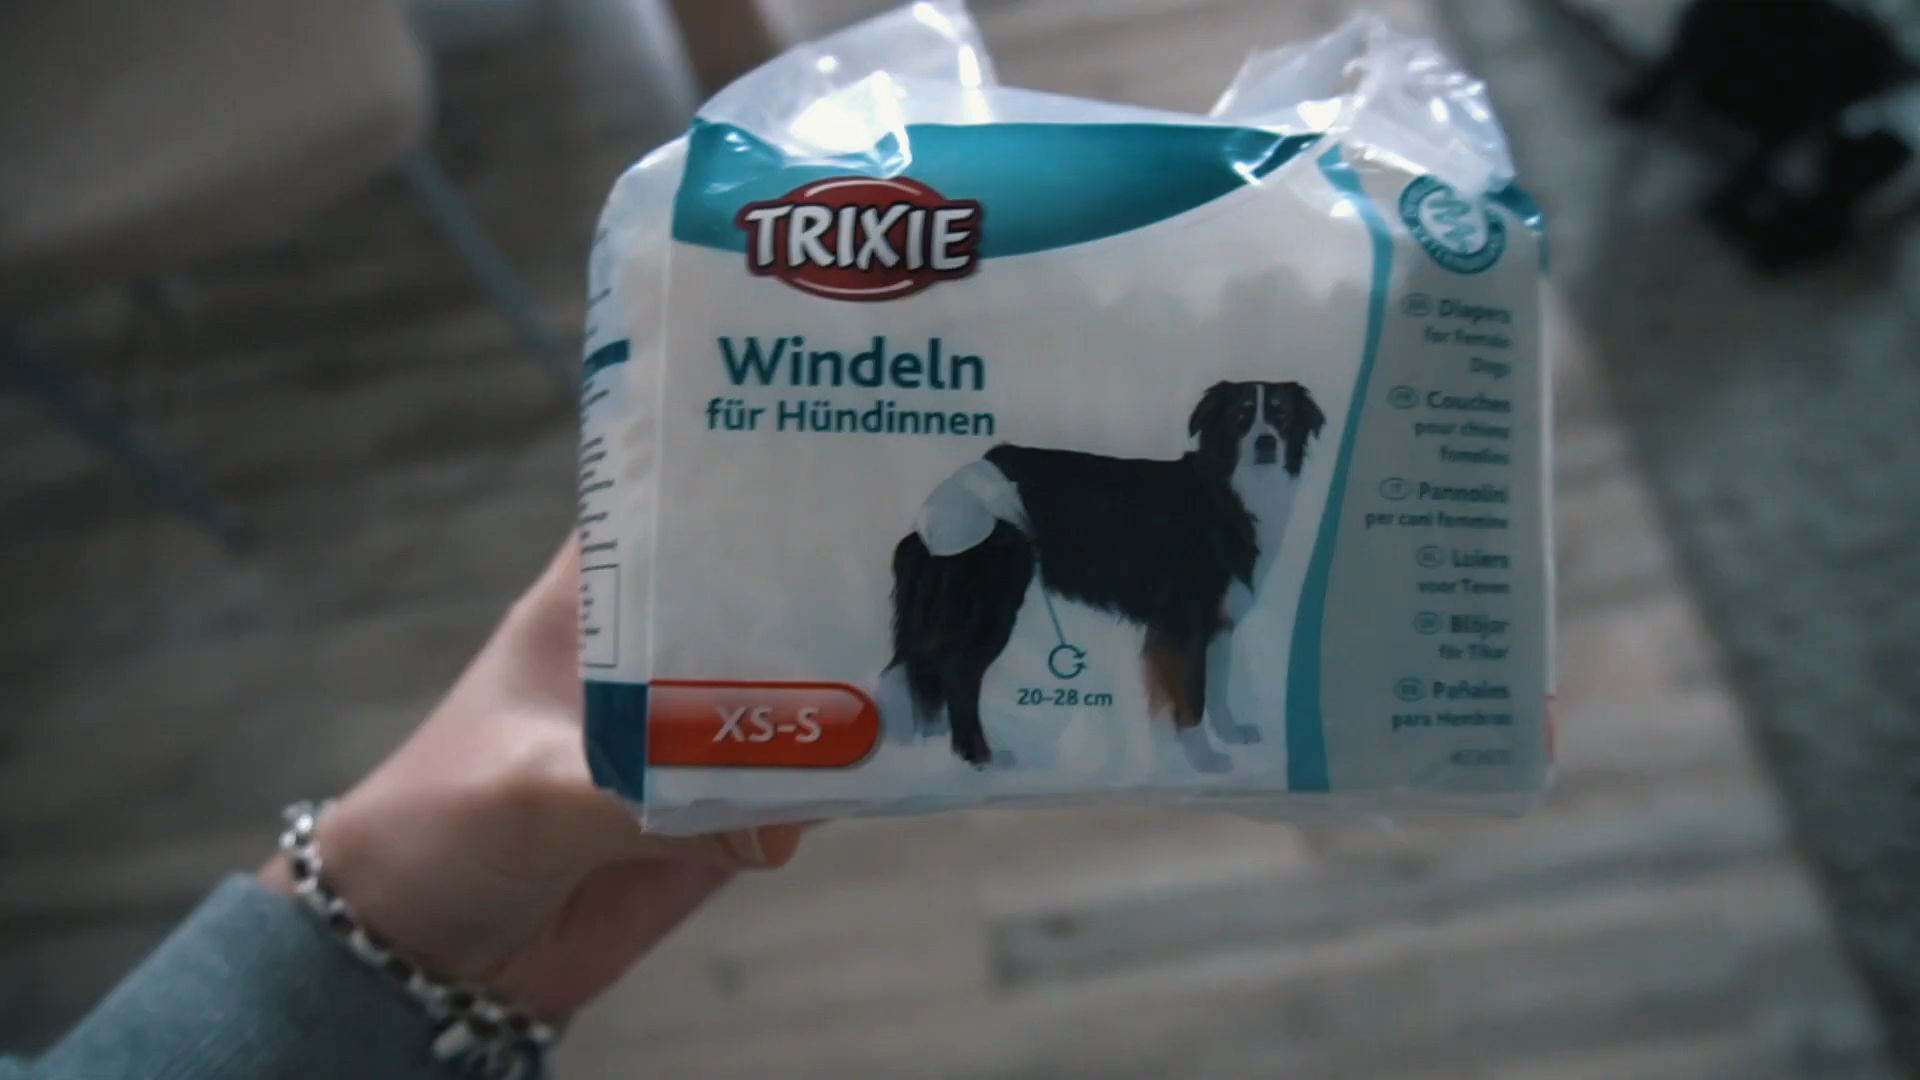 TRIXIE
Windeln
für Hündinnen
20–28 cm
XS-S
Diapers
for Female
Dogs
Couches
pour chiens
femelles
Pannolini
per cani femmine
Luiers
voor Teven
Blöjor
för Tikar
Pañales
para Hembras